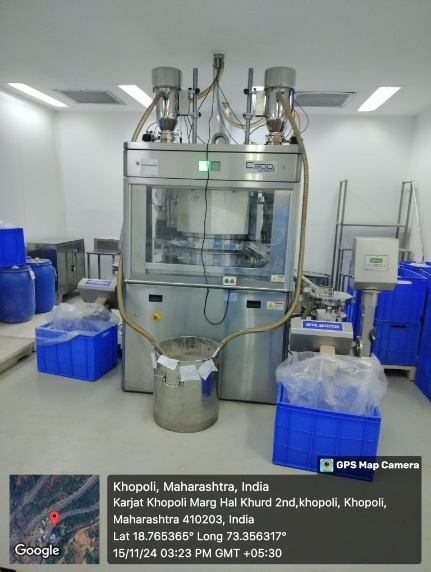 METAL DETECTOR
GPS Map Camera
Khopoli, Maharashtra, India
Karjat Khopoli Marg Hal Khurd 2nd,khopoli, Khopoli,
Maharashtra 410203, India
Lat 18.765365° Long 73.356317°
15/11/24 03:23 PM GMT +05:30
Google